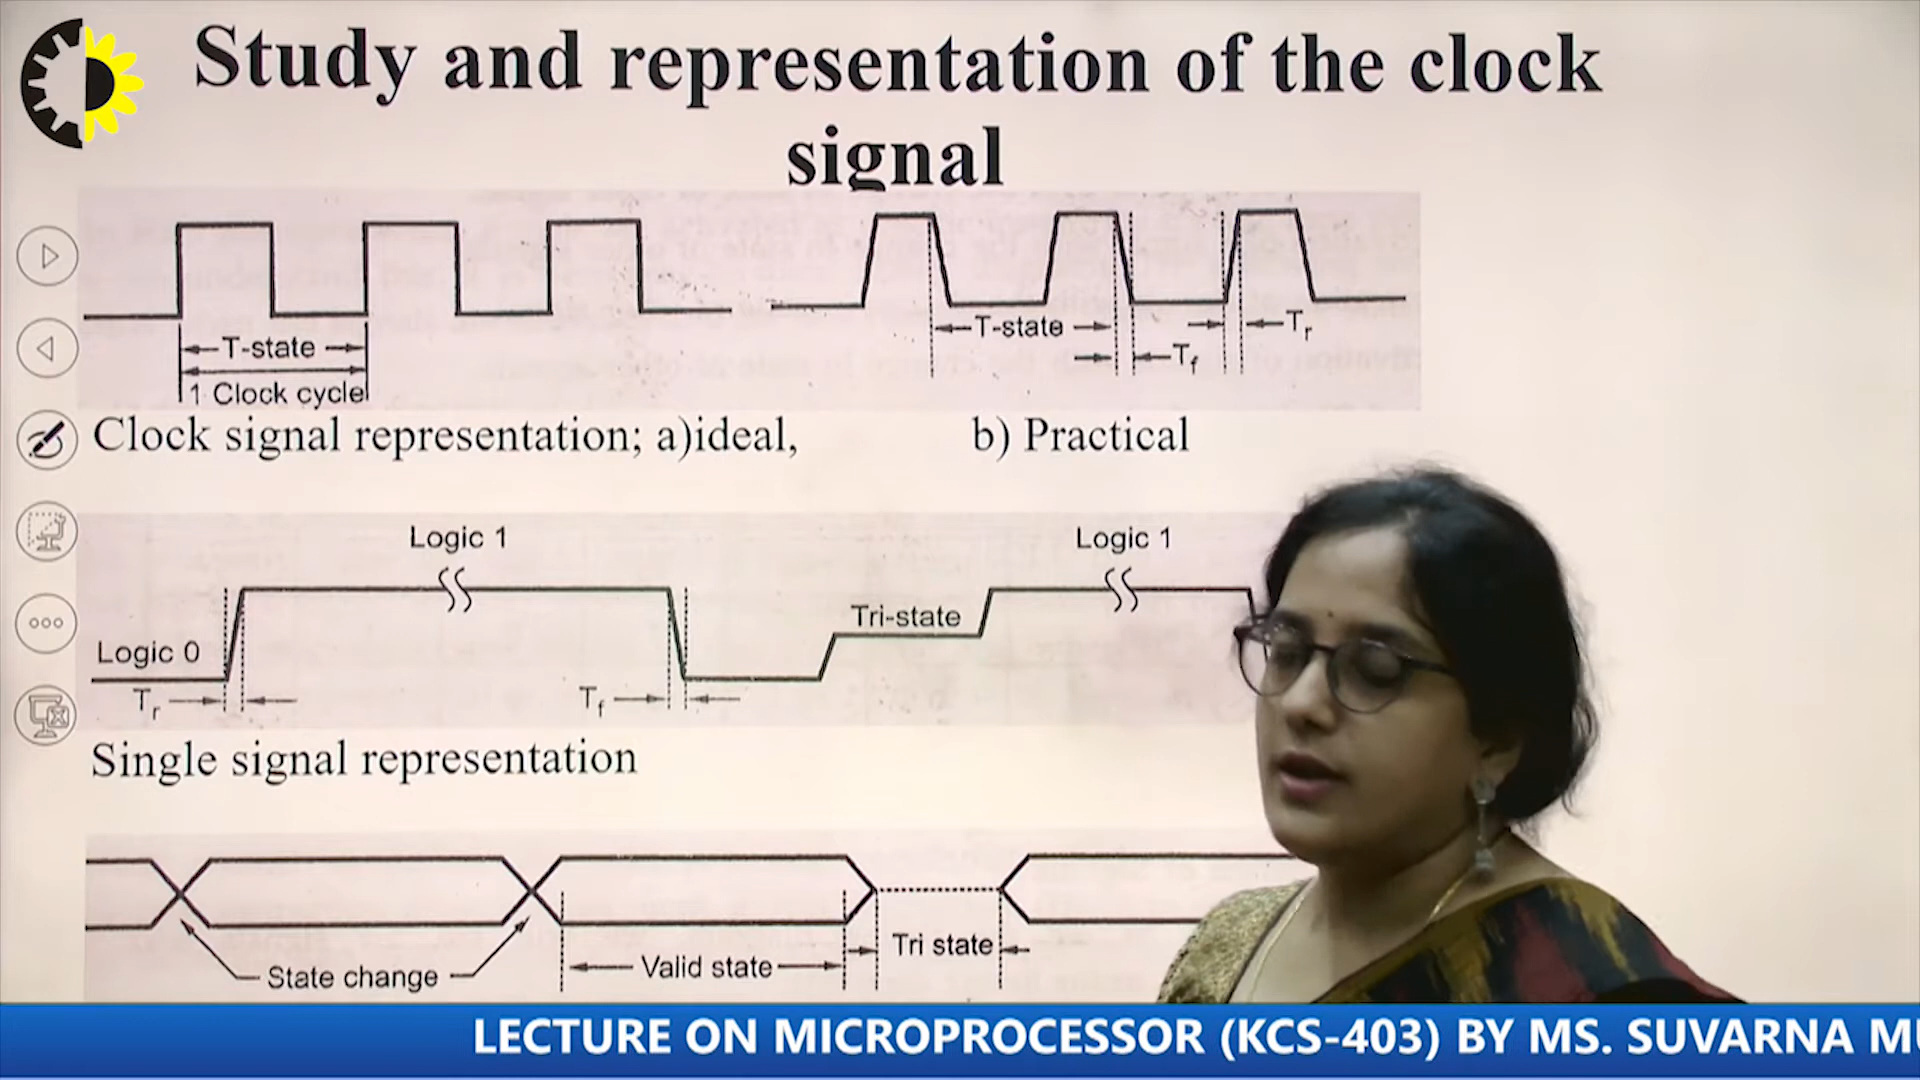 Study and representation of the clock
signal
T-state
1 Clock cycle
T-state
Tf
Tr
Clock signal representation; a)ideal,
b) Practical
Logic 1
Logic 1
Tri-state
Logic 0
Tr
Tf
Single signal representation
State change
Valid state
Tri state
LECTURE ON MICROPROCESSOR (KCS-403) BY MS. SUVARNA